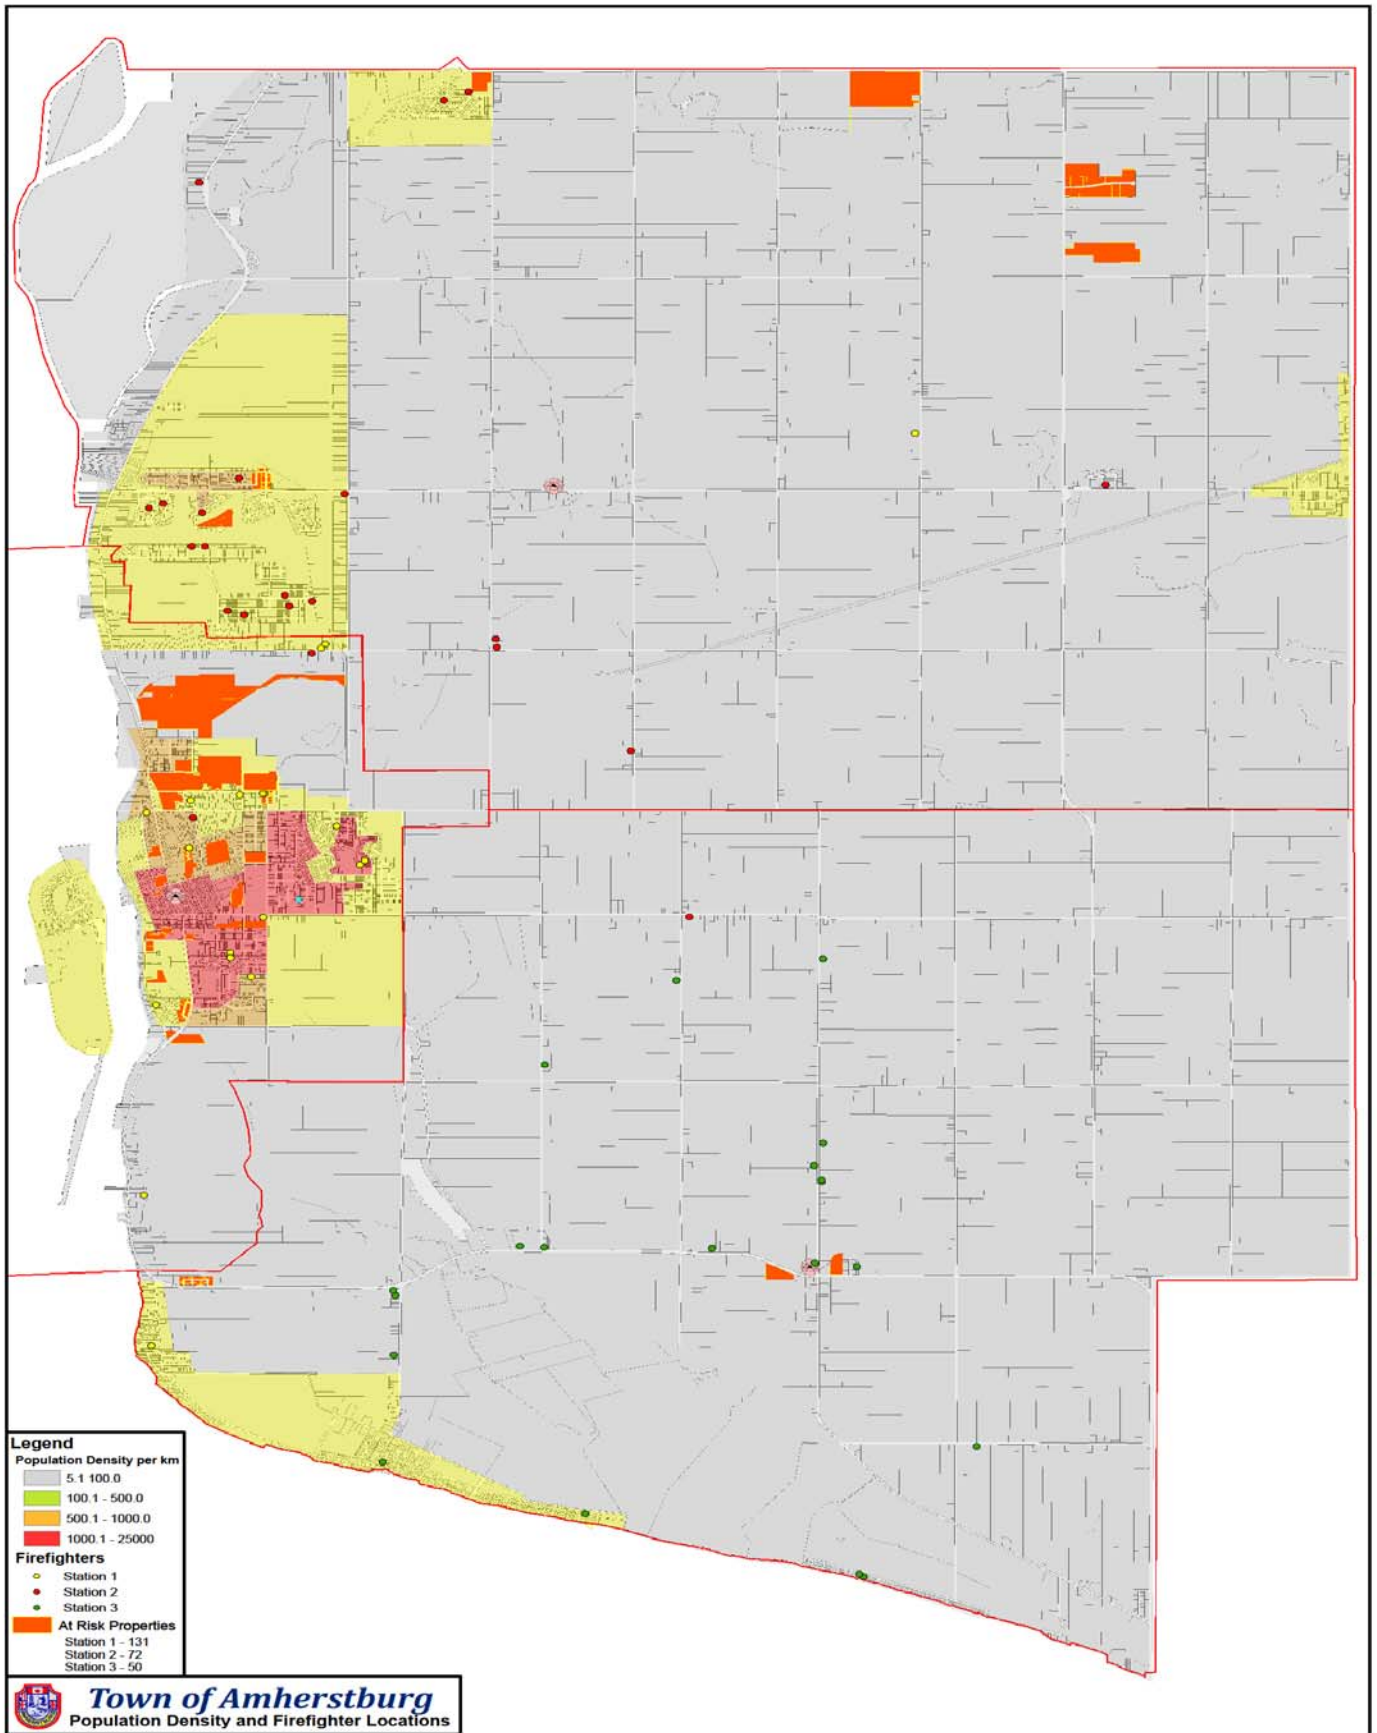 Legend
Population Density per km
5.1 100.0
100.1 - 500.0
500.1 - 1000.0
1000.1 - 25000
Firefighters
Station 1
Station 2
Station 3
At Risk Properties
Station 1 - 131
Station 2 - 72
Station 3 - 50
Town of Amherstburg
Population Density and Firefighter Locations